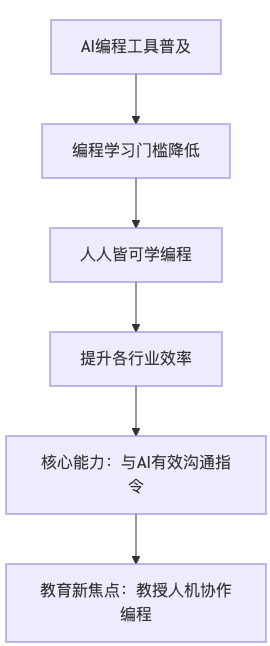 AI编程工具普及
编程学习门槛降低
人人皆可学编程
提升各行业效率
核心能力：与AI有效沟通指
令
教育新焦点：教授人机协作
编程